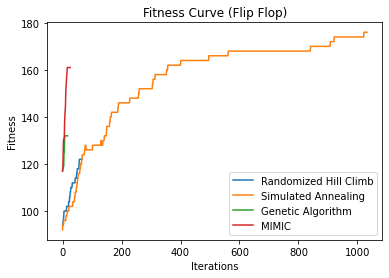 Fitness Curve (Flip Flop)
180
160
140
120
100
Fitness
0
200
400
600
800
1000
Iterations
Randomized Hill Climb
Simulated Annealing
Genetic Algorithm
MIMIC